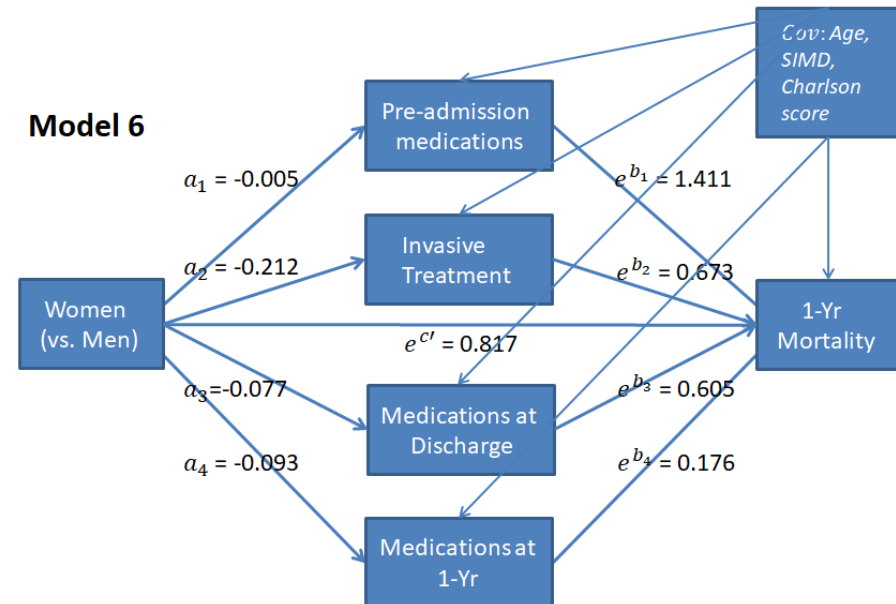 Cov: Age,
SIMD,
Charlson
score
Model 6
Pre-admission
medications
a₁ = -0.005
e^b₁ = 1.411
Invasive
Treatment
a₂ = -0.212
e^b₂ = 0.673
Women
(vs. Men)
1-Yr
Mortality
e^c′ = 0.817
a₃=-0.077
e^b₃ = 0.605
Medications at
Discharge
a₄ = -0.093
e^b₄ = 0.176
Medications at
1-Yr